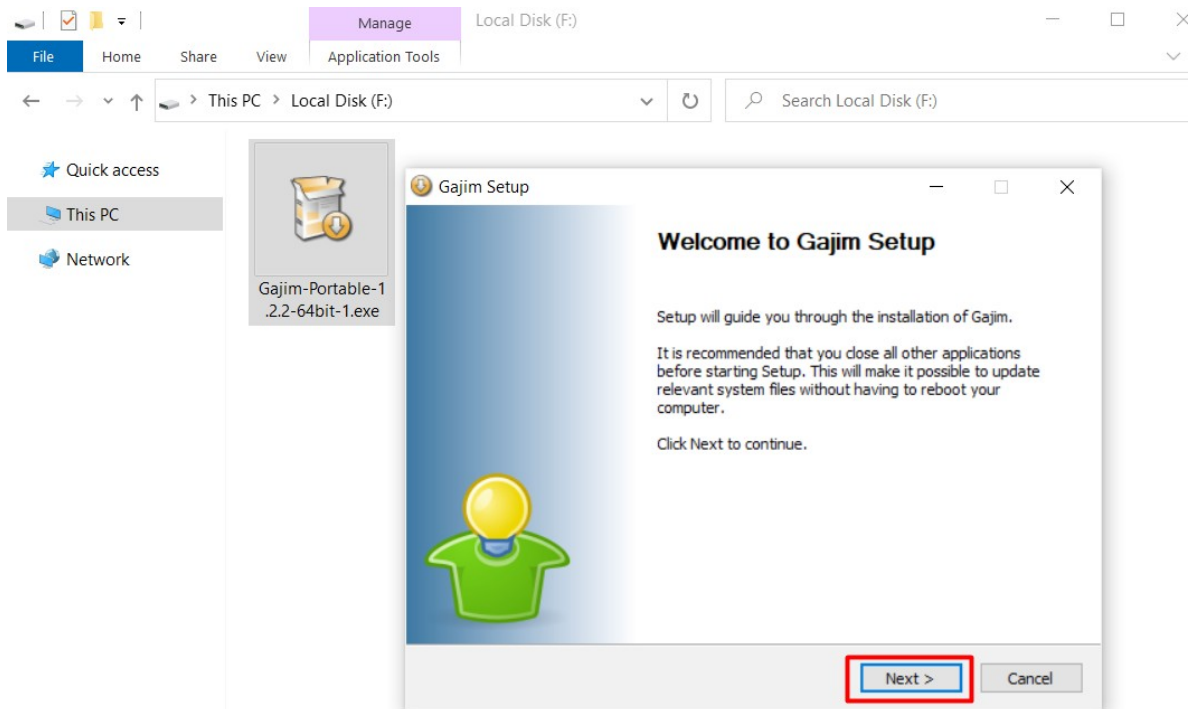 Manage
Local Disk (F:)
File
Home
Share
View
Application Tools
This PC > Local Disk (F:)
Search Local Disk (F:)
Quick access
This PC
Network
Gajim-Portable-1
.2.2-64bit-1.exe
Gajim Setup
Welcome to Gajim Setup
Setup will guide you through the installation of Gajim.
It is recommended that you close all other applications
before starting Setup. This will make it possible to update
relevant system files without having to reboot your
computer.
Click Next to continue.
Next >
Cancel